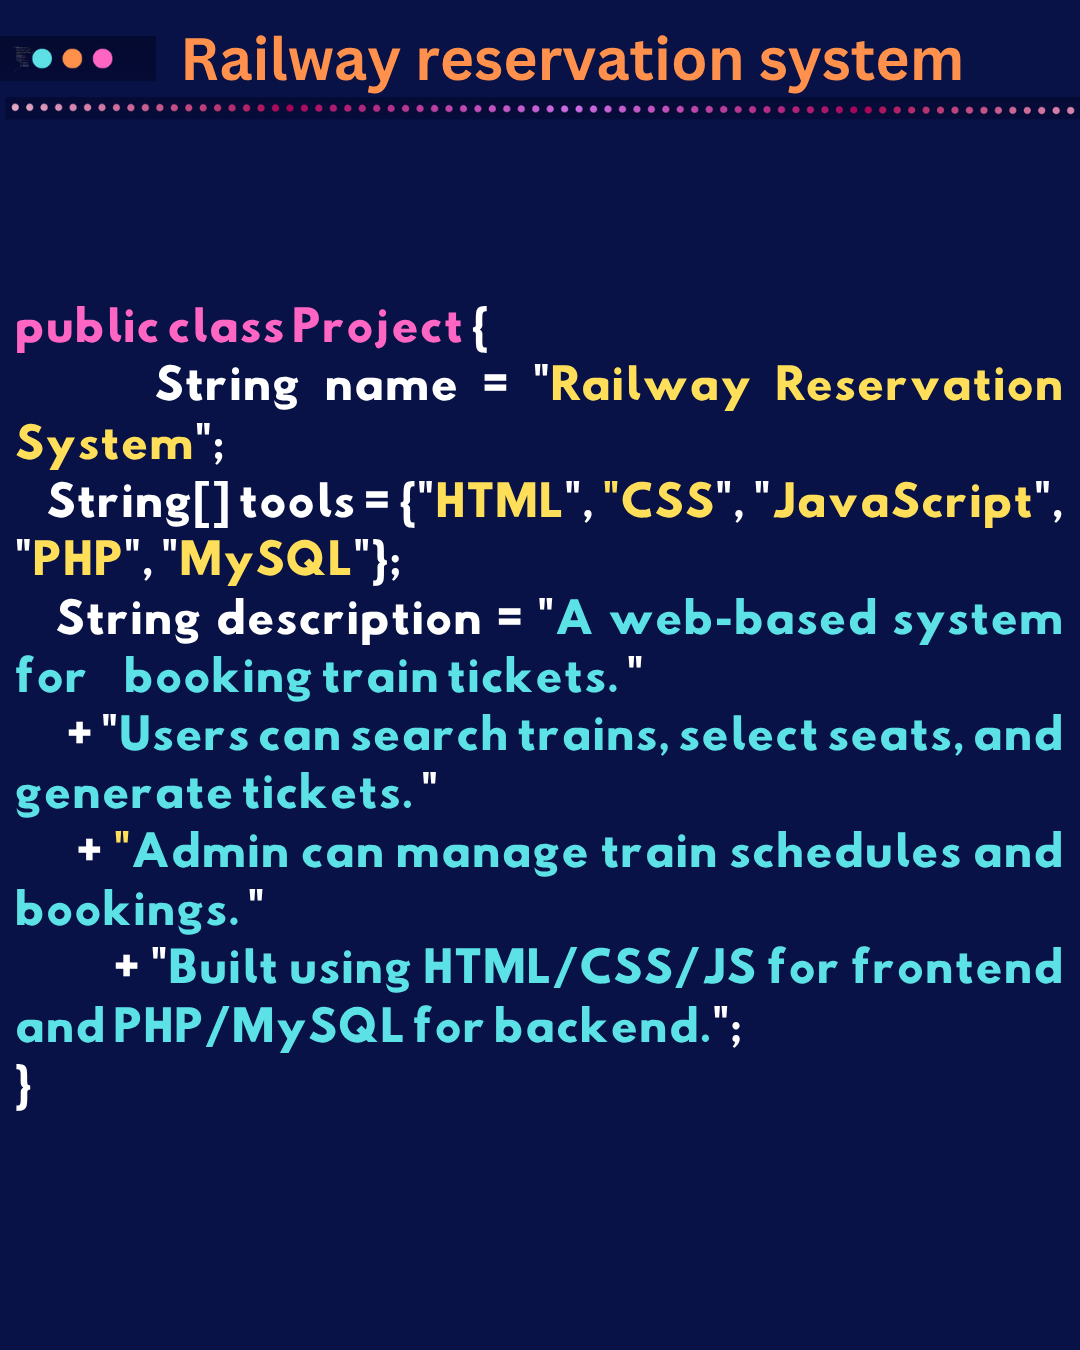 Railway reservation system
public class Project {
String name = "Railway Reservation
System";
String[] tools = {"HTML", "CSS", "JavaScript",
"PHP", "MySQL"};
String description = "A web-based system
for booking train tickets. "
+ "Users can search trains, select seats, and
generate tickets. "
+ "Admin can manage train schedules and
bookings. "
+ "Built using HTML/CSS/JS for frontend
and PHP/MySQL for backend.";
}